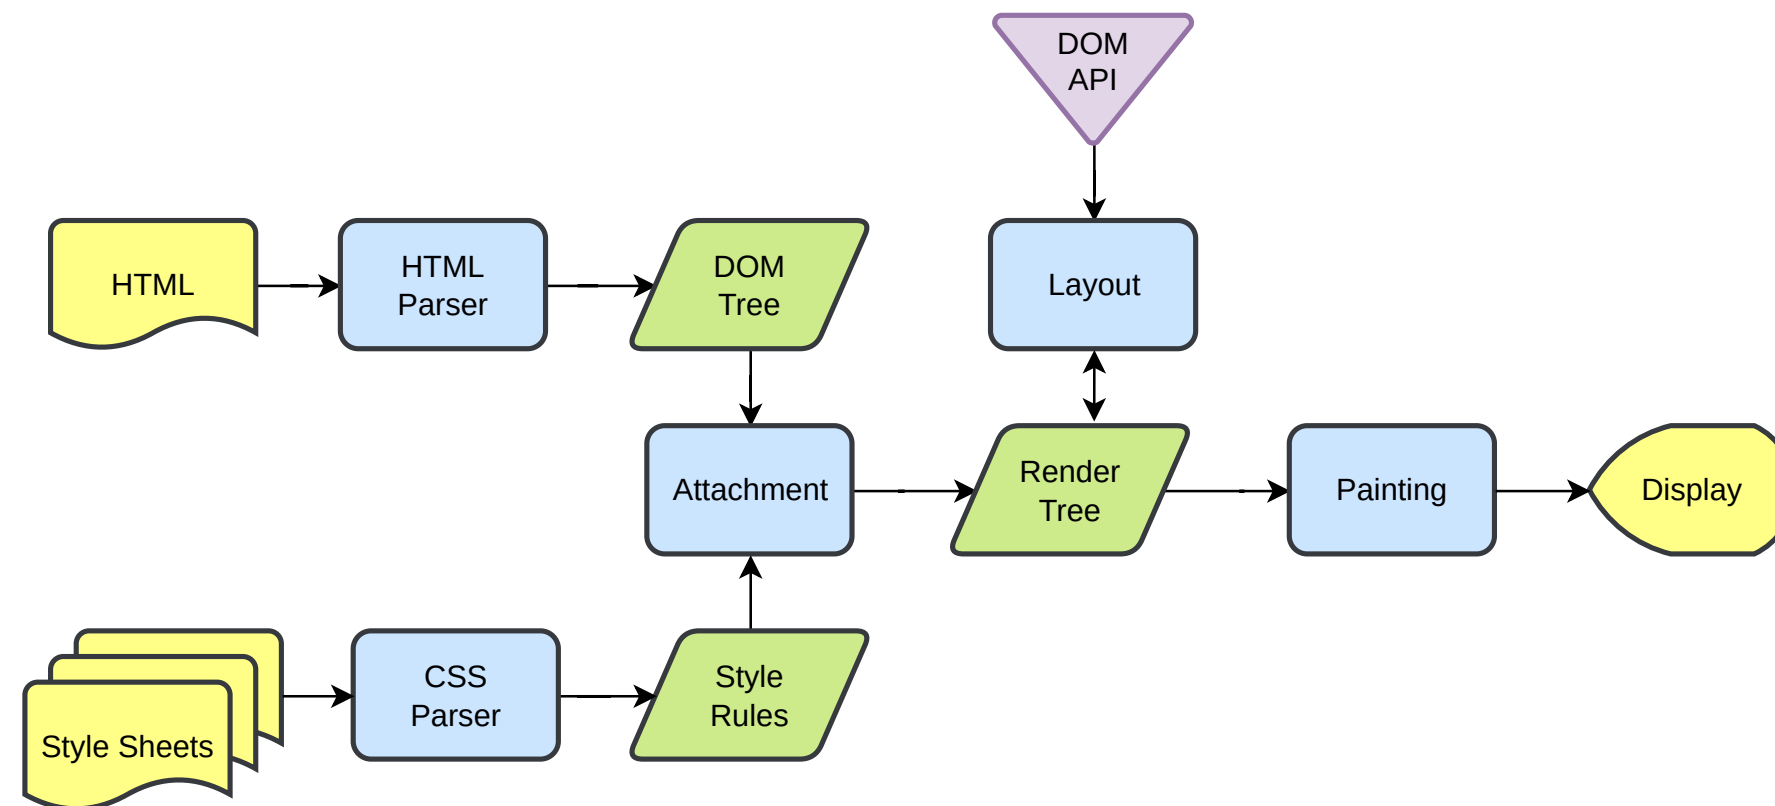 DOM
API
HTML
HTML
Parser
DOM
Tree
Layout
Attachment
Render
Tree
Painting
Display
Style Sheets
CSS
Parser
Style
Rules